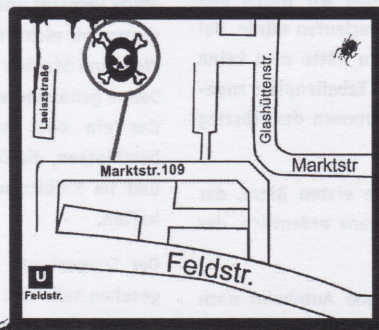 Laeiszstraße
Glashüttenstr.
Marktstr
Marktstr.109
Feldstr.
U
Feldstr.